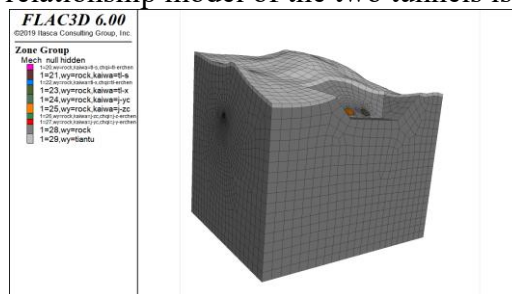 relationship model of the two tunnels is
FLAC3D 6.00
©2019 Itasca Consulting Group, Inc.
Zone Group
Mech null hidden
1=21,wy=rock,kaiwa=tl-s
1=23,wy=rock,kaiwa=tl-x
1=24,wy=rock,kaiwa=j-yc
1=25,wy=rock,kaiwa=j-zc
1=28,wy=rock
1=29,wy=tiantu